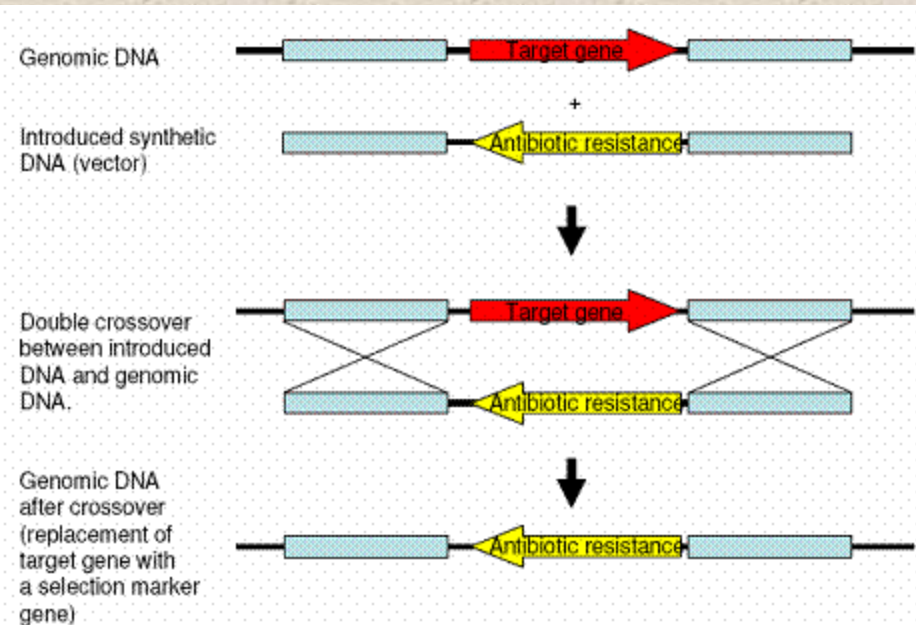 Genomic DNA
Target gene
+
Introduced synthetic
DNA (vector)
Antibiotic resistance
Target gene
Double crossover
between introduced
DNA and genomic
DNA.
Antibiotic resistance
Genomic DNA
after crossover
(replacement of
target gene with
a selection marker
gene)
Antibiotic resistance